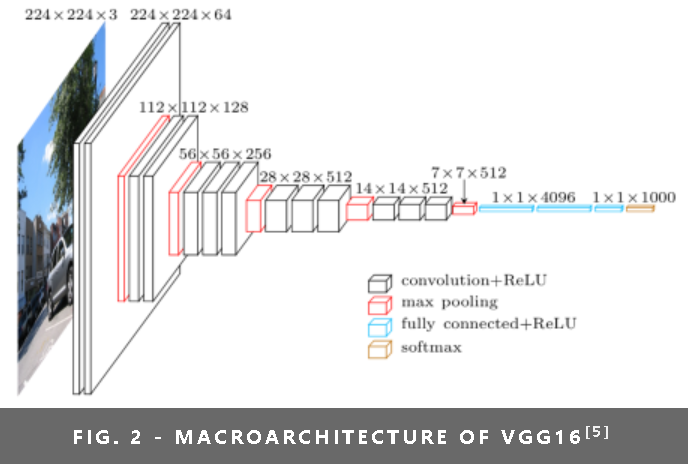 224×224×3
224×224×64
112×112×128
56×56×256
28×28×512
14×14×512
7×7×512
1×1×4096
1×1×1000
convolution+ReLU
max pooling
fully connected+ReLU
softmax
FIG. 2 - MACROARCHITECTURE OF VGG16[5]